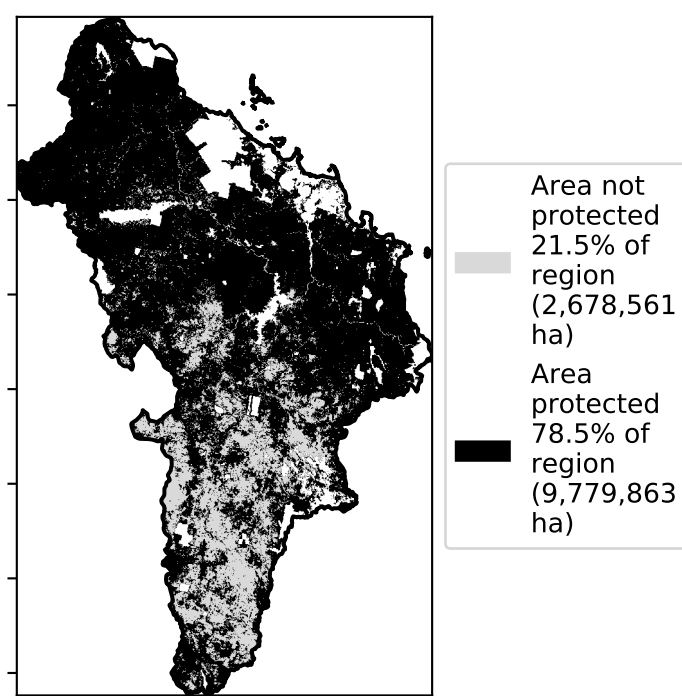 Area not
protected
21.5% of
region
(2,678,561
ha)
Area
protected
78.5% of
region
(9,779,863
ha)